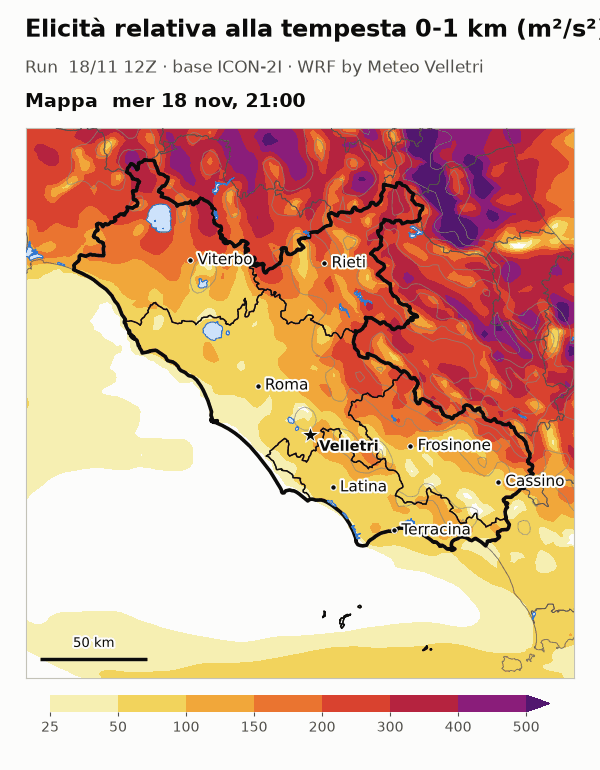 Elicità relativa alla tempesta 0-1 km (m²/s²)
Run 18/11 12Z · base ICON-2I · WRF by Meteo Velletri
Mappa mer 18 nov, 21:00
Viterbo
Rieti
Roma
Velletri
Frosinone
Cassino
Latina
Terracina
50 km
25 50 100 150 200 300 400 500